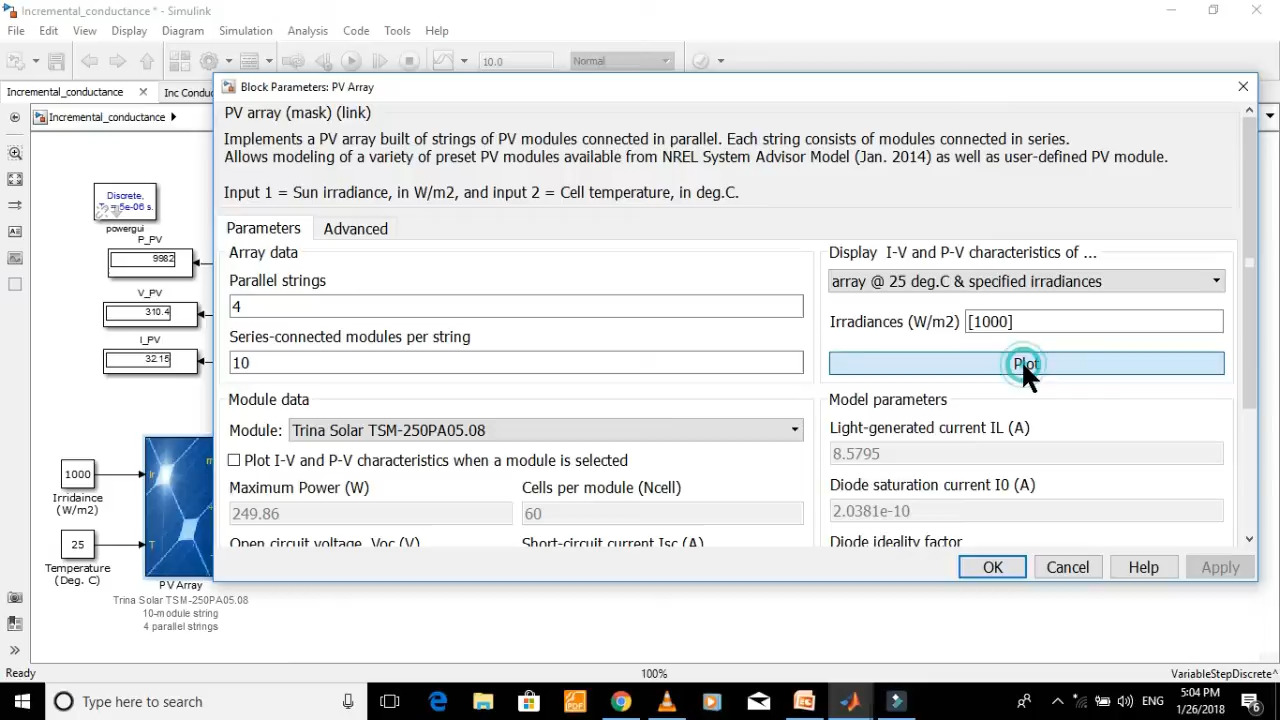 Incremental_conductance * - Simulink
File Edit View Display Diagram Simulation Analysis Code Tools Help
10.0 Normal
Incremental_conductance Inc Conduc
Incremental_conductance
Block Parameters: PV Array
PV array (mask) (link)
Implements a PV array built of strings of PV modules connected in parallel. Each string consists of modules connected in series.
Allows modeling of a variety of preset PV modules available from NREL System Advisor Model (Jan. 2014) as well as user-defined PV module.
Input 1 = Sun irradiance, in W/m2, and input 2 = Cell temperature, in deg.C.
Parameters Advanced
Array data
Parallel strings
4
Series-connected modules per string
10
Display I-V and P-V characteristics of ...
array @ 25 deg.C & specified irradiances
Irradiances (W/m2) [1000]
Plot
Module data
Module: Trina Solar TSM-250PA05.08
Plot I-V and P-V characteristics when a module is selected
Maximum Power (W) Cells per module (Ncell)
249.86 60
Open circuit voltage, Voc (V) Short-circuit current Isc (A)
Model parameters
Light-generated current IL (A)
8.5795
Diode saturation current I0 (A)
2.0381e-10
Diode ideality factor
OK Cancel Help Apply
Discrete,
5e-06 s.
powergui
P_PV
9982
V_PV
310.4
I_PV
32.15
1000
Irridaince
(W/m2)
Ir
m
25
Temperature
(Deg. C)
T
PV Array
Trina Solar TSM-250PA05.08
10-module string
4 parallel strings
Ready 100% VariableStepDiscrete
Type here to search
ENG
5:04 PM
1/26/2018
6